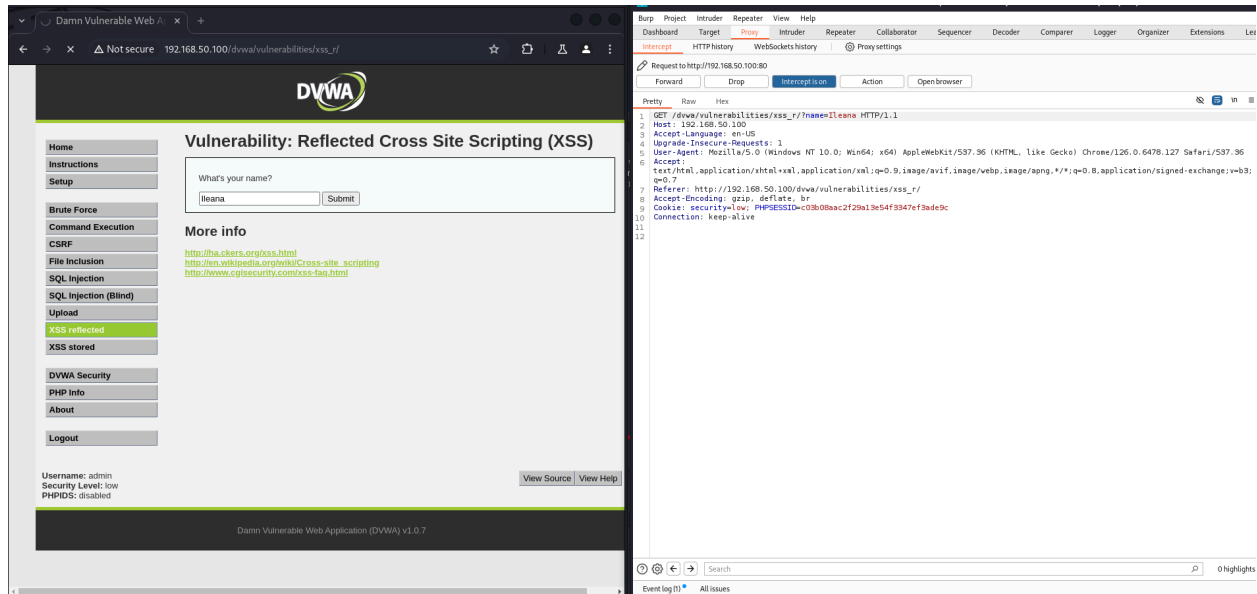 Damn Vulnerable Web A
Not secure 192.168.50.100/dvwa/vulnerabilities/xss_r/
DVWA
Home
Instructions
Setup
Brute Force
Command Execution
CSRF
File Inclusion
SQL Injection
SQL Injection (Blind)
Upload
XSS reflected
XSS stored
DVWA Security
PHP Info
About
Logout
Vulnerability: Reflected Cross Site Scripting (XSS)
What's your name?
Ileana Submit
More info
http://ha.ckers.org/xss.html
http://en.wikipedia.org/wiki/Cross-site_scripting
http://www.cgisecurity.com/xss-faq.html
Username: admin
Security Level: low
PHPIDS: disabled
View Source View Help
Damn Vulnerable Web Application (DVWA) v1.0.7
Burp Project Intruder Repeater View Help
Dashboard Target Proxy Intruder Repeater Collaborator Sequencer Decoder Comparer Logger Organizer Extensions Lea
Intercept HTTP history WebSockets history Proxy settings
Request to http://192.168.50.100:80
Forward Drop Intercept is on Action Open browser
Pretty Raw Hex \n
1 GET /dvwa/vulnerabilities/xss_r/?name=Ileana HTTP/1.1
2 Host: 192.168.50.100
3 Accept-Language: en-US
4 Upgrade-Insecure-Requests: 1
5 User-Agent: Mozilla/5.0 (Windows NT 10.0; Win64; x64) AppleWebKit/537.36 (KHTML, like Gecko) Chrome/126.0.6478.127 Safari/537.36
6 Accept:
text/html,application/xhtml+xml,application/xml;q=0.9,image/avif,image/webp,image/apng,*/*;q=0.8,application/signed-exchange;v=b3;
q=0.7
7 Referer: http://192.168.50.100/dvwa/vulnerabilities/xss_r/
8 Accept-Encoding: gzip, deflate, br
9 Cookie: security=low; PHPSESSID=c03b08aac2f29a13e54f3347ef3ade9c
10 Connection: keep-alive
11
12
Search 0 highlights
Event log (1) All issues